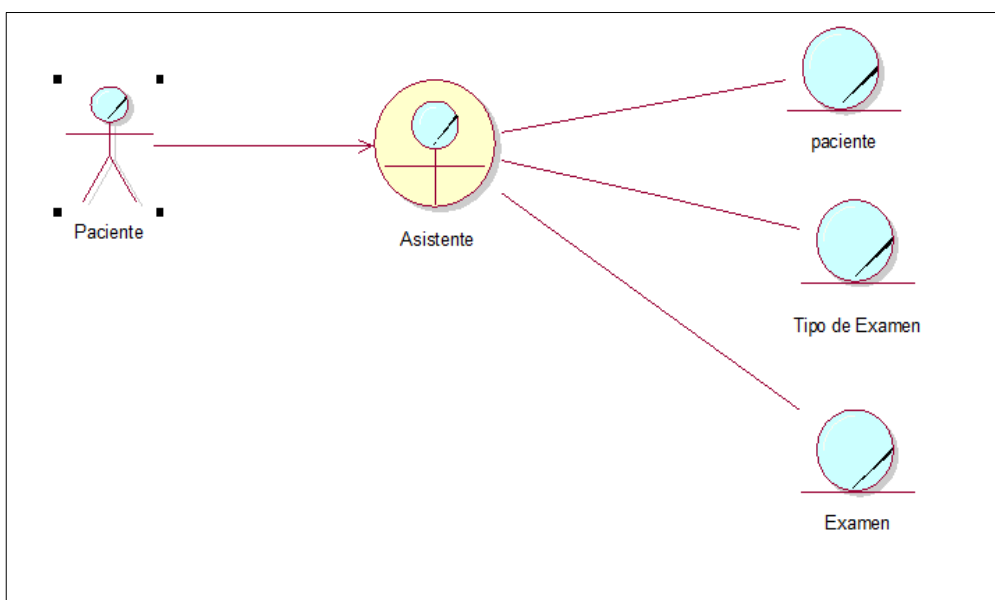 paciente
Paciente
Asistente
Tipo de Examen
Examen